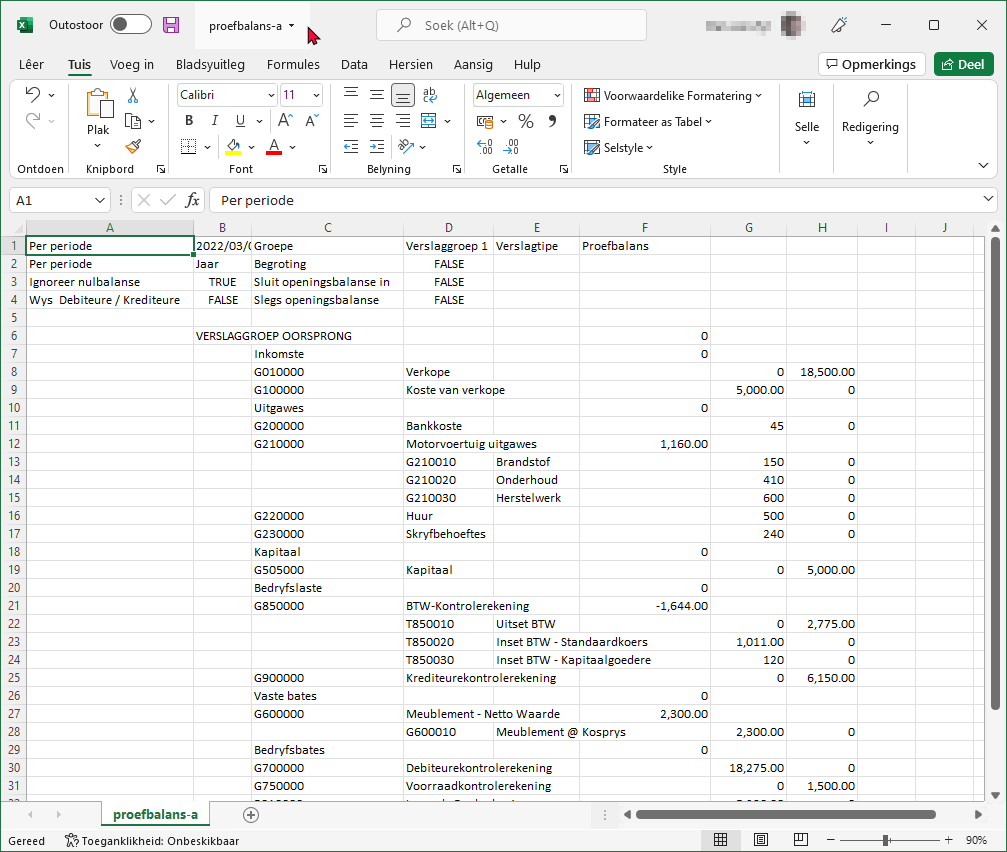 Outostoor proefbalans-a Soek (Alt+Q)
Lêer Tuis Voeg in Bladsyuitleg Formules Data Hersien Aansig Hulp Opmerkings Deel
Calibri 11 ab Algemeen Voorwaardelike Formatering
Plak B I U A A % Formateer as Tabel Selle Redigering
A Selstyle
Ontdoen Knipbord Font Belyning Getalle Style
A1 fx Per periode
A B C D E F G H I J
1 Per periode 2022/03/0 Groepe Verslaggroep 1 Verslagtipe Proefbalans
2 Per periode Jaar Begroting FALSE
3 Ignoreer nulbalanse TRUE Sluit openingsbalanse in FALSE
4 Wys Debiteure / Krediteure FALSE Slegs openingsbalanse FALSE
5
6 VERSLAGGROEP OORSPRONG 0
7 Inkomste 0
8 G010000 Verkope 0 18,500.00
9 G100000 Koste van verkope 5,000.00 0
10 Uitgawes 0
11 G200000 Bankkoste 45 0
12 G210000 Motorvoertuig uitgawes 1,160.00
13 G210010 Brandstof 150 0
14 G210020 Onderhoud 410 0
15 G210030 Herstelwerk 600 0
16 G220000 Huur 500 0
17 G230000 Skryfbehoeftes 240 0
18 Kapitaal 0
19 G505000 Kapitaal 0 5,000.00
20 Bedryfslaste 0
21 G850000 BTW-Kontrolerekening -1,644.00
22 T850010 Uitset BTW 0 2,775.00
23 T850020 Inset BTW - Standaardkoers 1,011.00 0
24 T850030 Inset BTW - Kapitaalgoedere 120 0
25 G900000 Krediteurekontrolerekening 0 6,150.00
26 Vaste bates 0
27 G600000 Meublement - Netto Waarde 2,300.00
28 G600010 Meublement @ Kosprys 2,300.00 0
29 Bedryfsbates 0
30 G700000 Debiteurekontrolerekening 18,275.00 0
31 G750000 Voorraadkontrolerekening 0 1,500.00
proefbalans-a
Gereed Toeganklikheid: Onbeskikbaar 90%